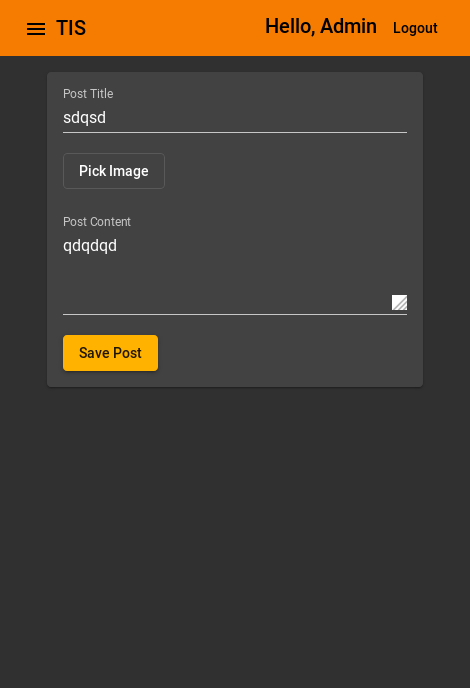 TIS Hello, Admin Logout
Post Title
sdqsd
Pick Image
Post Content
qdqdqd
Save Post